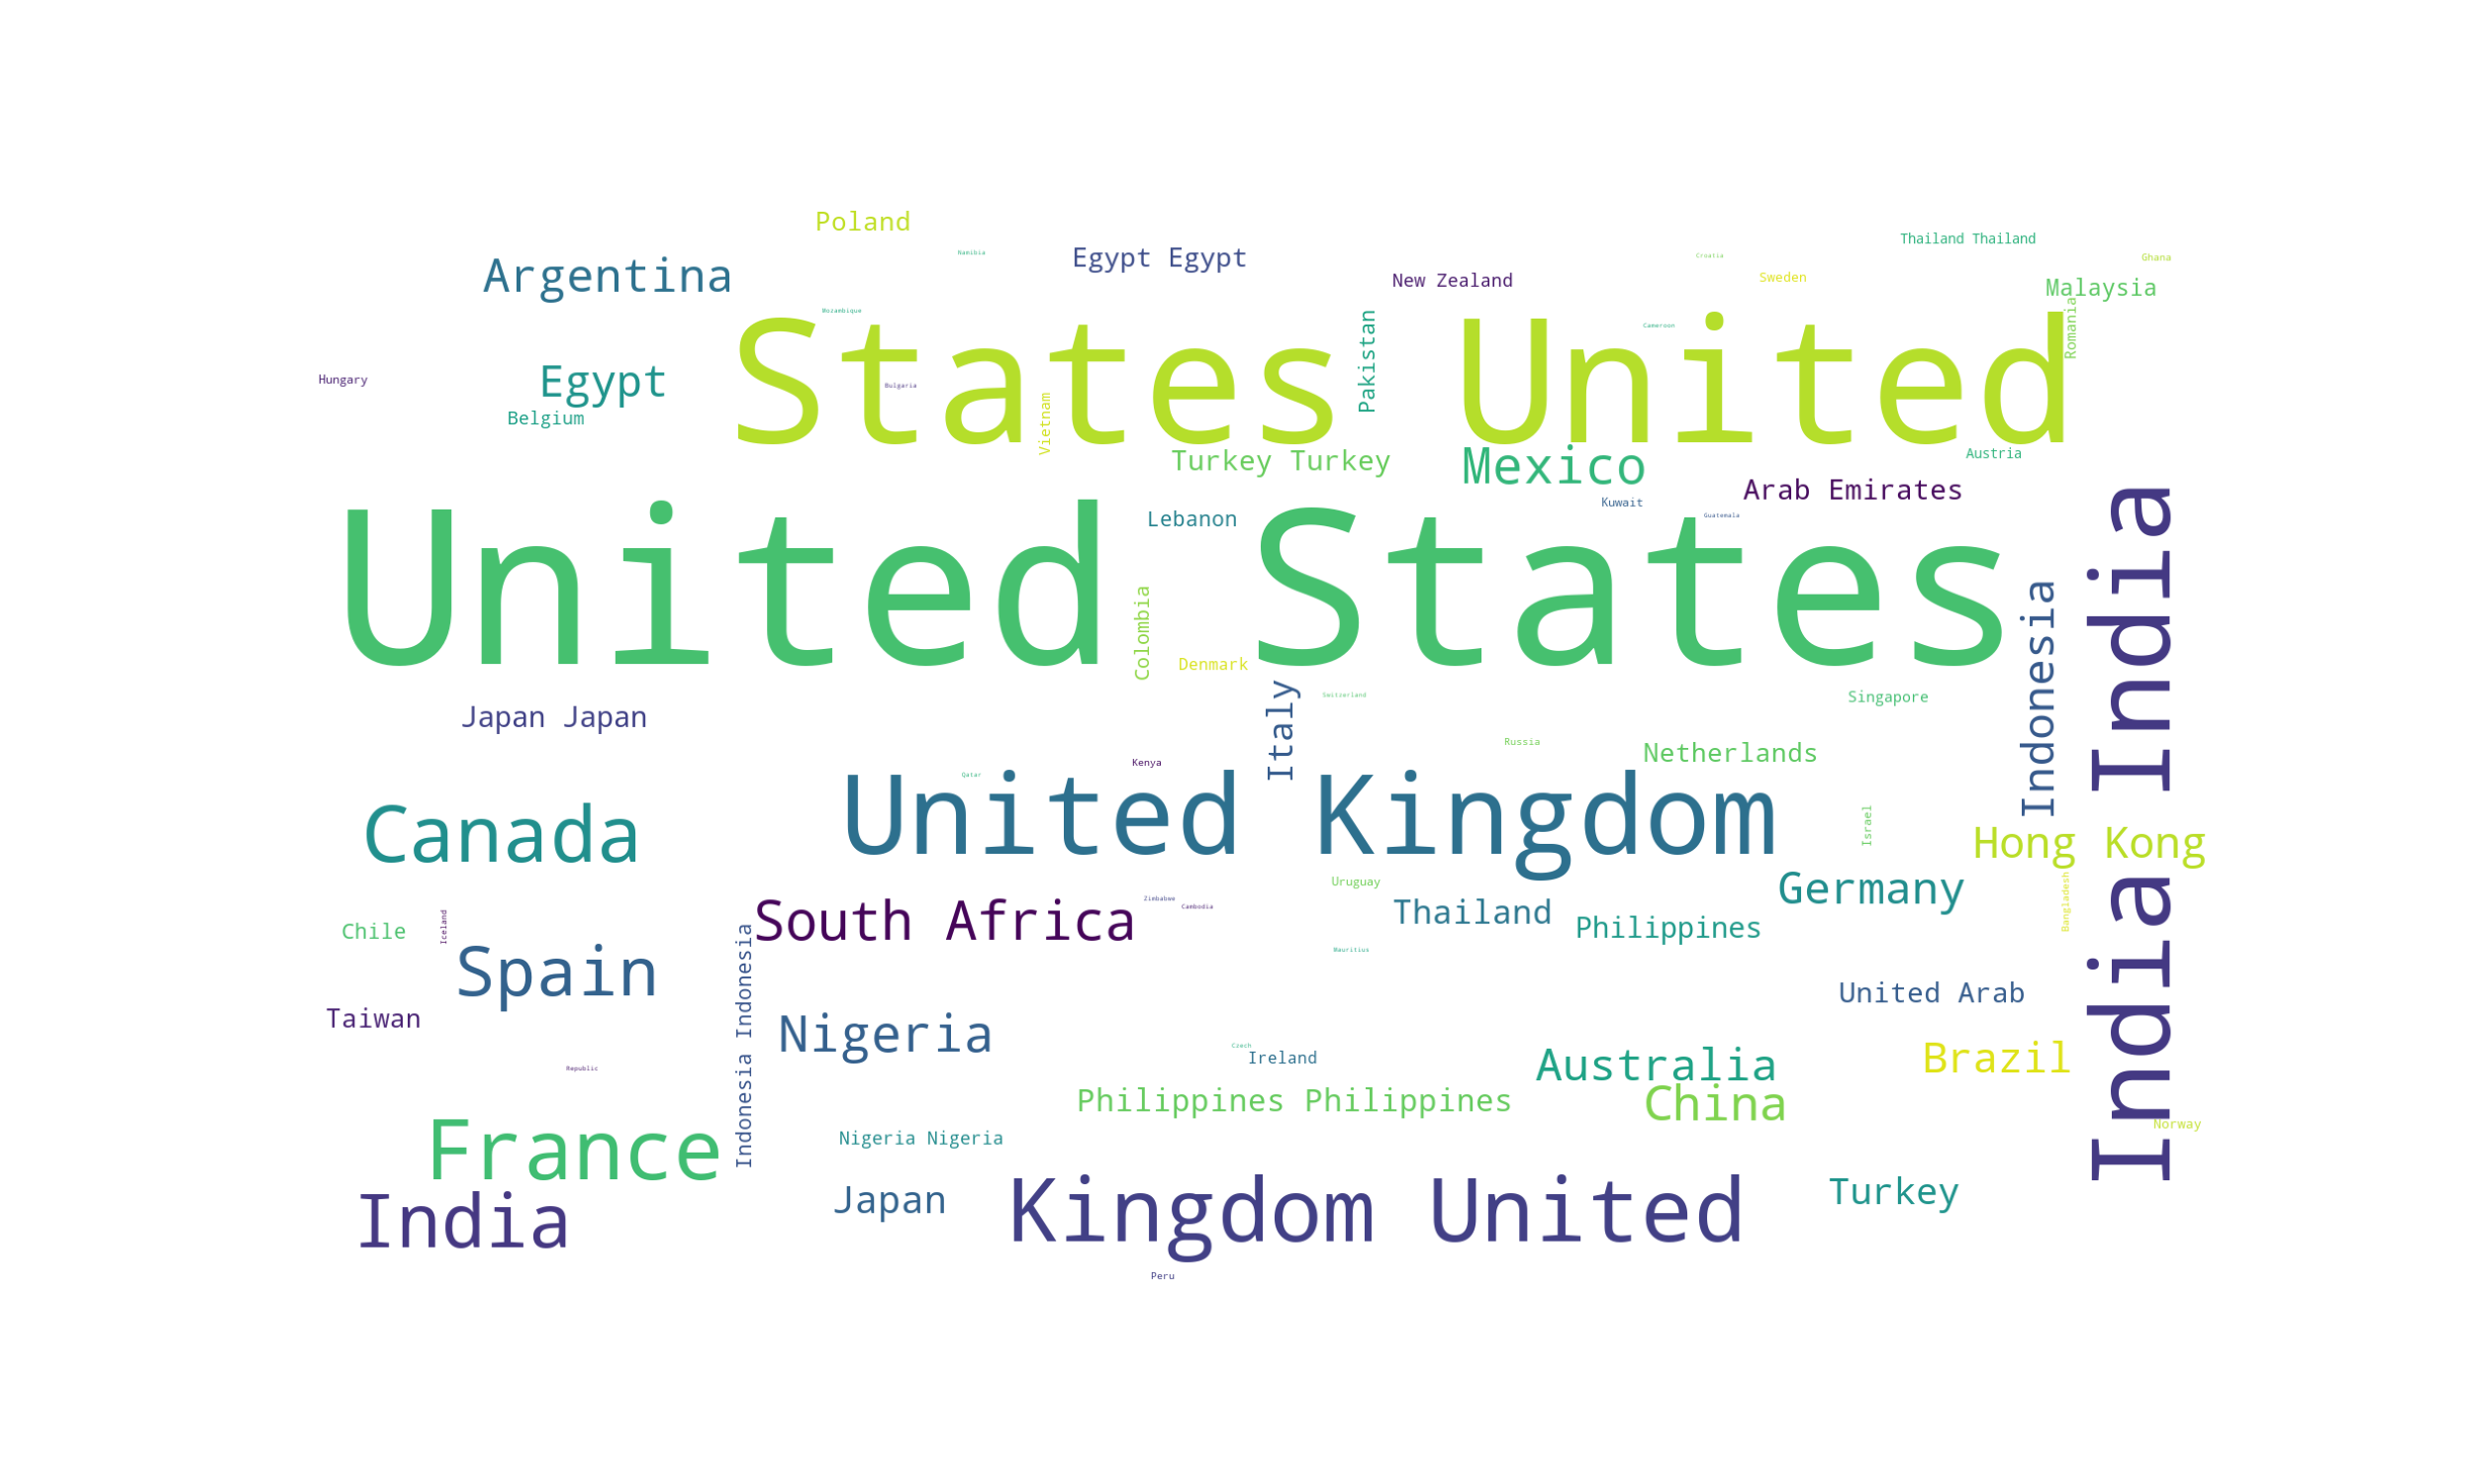 Poland
Thailand Thailand
Egypt Egypt
Namibia
Croatia
Ghana
Argentina
New Zealand
Sweden
Malaysia
Mozambique
Cameroon
Romania
States United
Pakistan
Hungary
Egypt
Bulgaria
Belgium
Vietnam
Turkey Turkey
Mexico
Austria
Arab Emirates
Kuwait
Lebanon
Guatemala
United States
India India
Colombia
Indonesia
Denmark
Switzerland
Singapore
Japan Japan
Italy
Russia
Netherlands
Kenya
Qatar
United Kingdom
Canada
Israel
Hong Kong
Uruguay
Germany
Zimbabwe
Cambodia
Bangladesh
South Africa
Thailand
Philippines
Chile
Iceland
Mauritius
Spain
India India
United Arab
Taiwan
Indonesia Indonesia
Nigeria
Czech
Ireland
Australia
Brazil
Republic
Philippines Philippines
China
Norway
France
Nigeria Nigeria
Japan
Kingdom United
Turkey
India
Peru